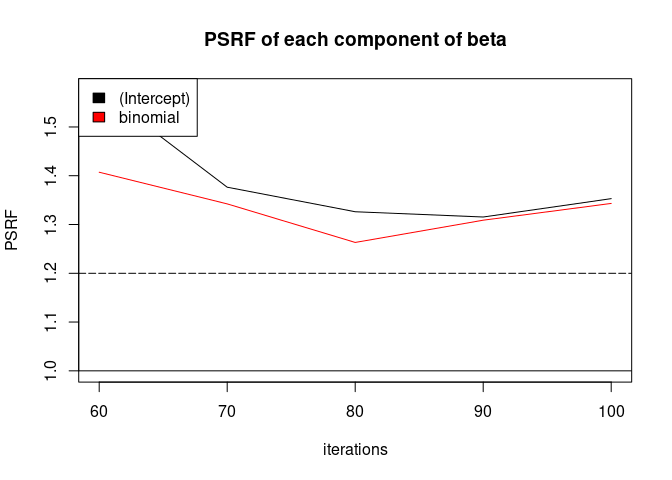 PSRF of each component of beta
(Intercept)
binomial
PSRF
1.5
1.4
1.3
1.2
1.1
1.0
60 70 80 90 100
iterations